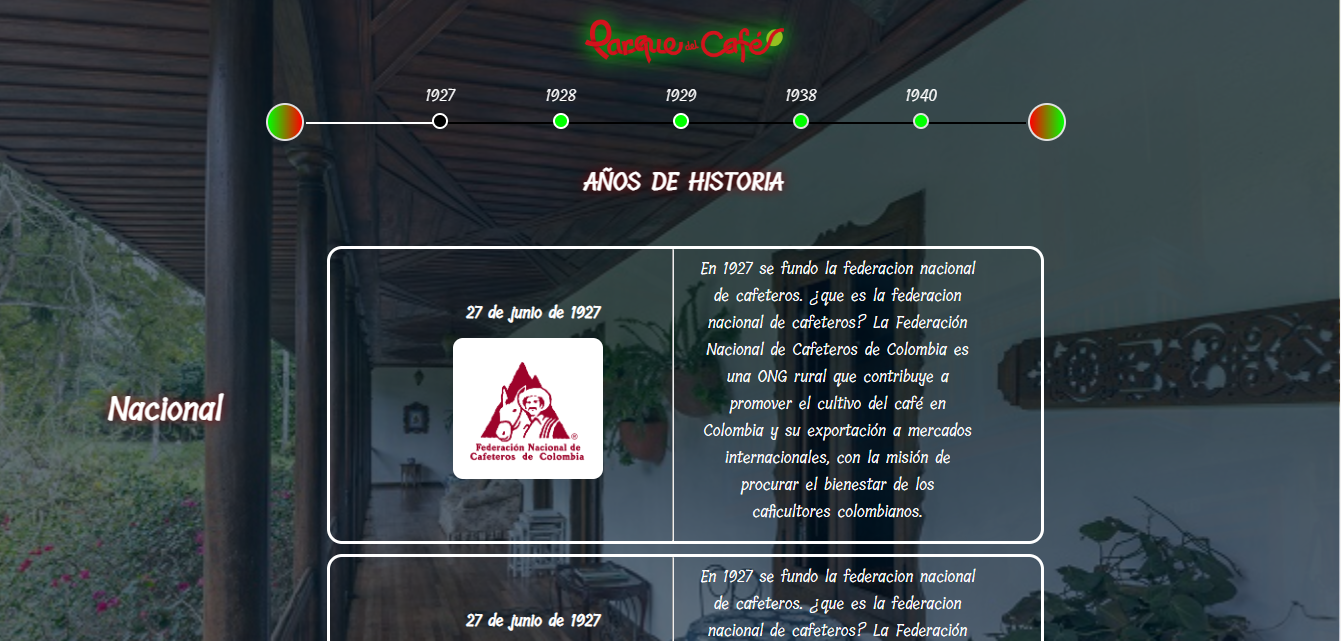 Parque del Café
1927 1928 1929 1938 1940
AÑOS DE HISTORIA
Nacional
27 de junio de 1927
Federación Nacional de
Cafeteros de Colombia
En 1927 se fundo la federacion nacional
de cafeteros. ¿que es la federacion
nacional de cafeteros? La Federación
Nacional de Cafeteros de Colombia es
una ONG rural que contribuye a
promover el cultivo del café en
Colombia y su exportación a mercados
internacionales, con la misión de
procurar el bienestar de los
caficultores colombianos.
27 de junio de 1927
En 1927 se fundo la federacion nacional
de cafeteros. ¿que es la federacion
nacional de cafeteros? La Federación